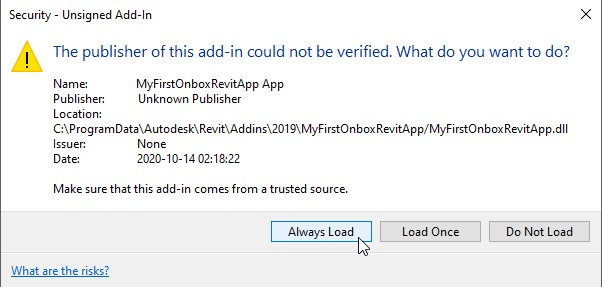 Security - Unsigned Add-In
The publisher of this add-in could not be verified. What do you want to do?
Name: MyFirstOnboxRevitApp App
Publisher: Unknown Publisher
Location:
C:\ProgramData\Autodesk\Revit\Addins\2019\MyFirstOnboxRevitApp/MyFirstOnboxRevitApp.dll
Issuer: None
Date: 2020-10-14 02:18:22
Make sure that this add-in comes from a trusted source.
Always Load Load Once Do Not Load
What are the risks?